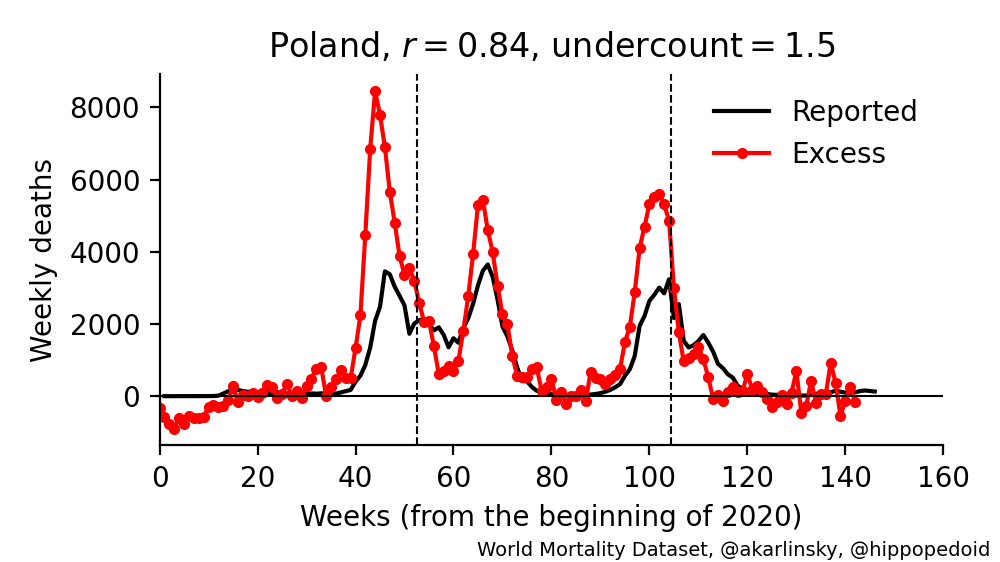 Poland, r = 0.84, undercount = 1.5
Reported
Excess
8000
6000
4000
2000
0
Weekly deaths
0 20 40 60 80 100 120 140 160
Weeks (from the beginning of 2020)
World Mortality Dataset, @akarlinsky, @hippopedoid